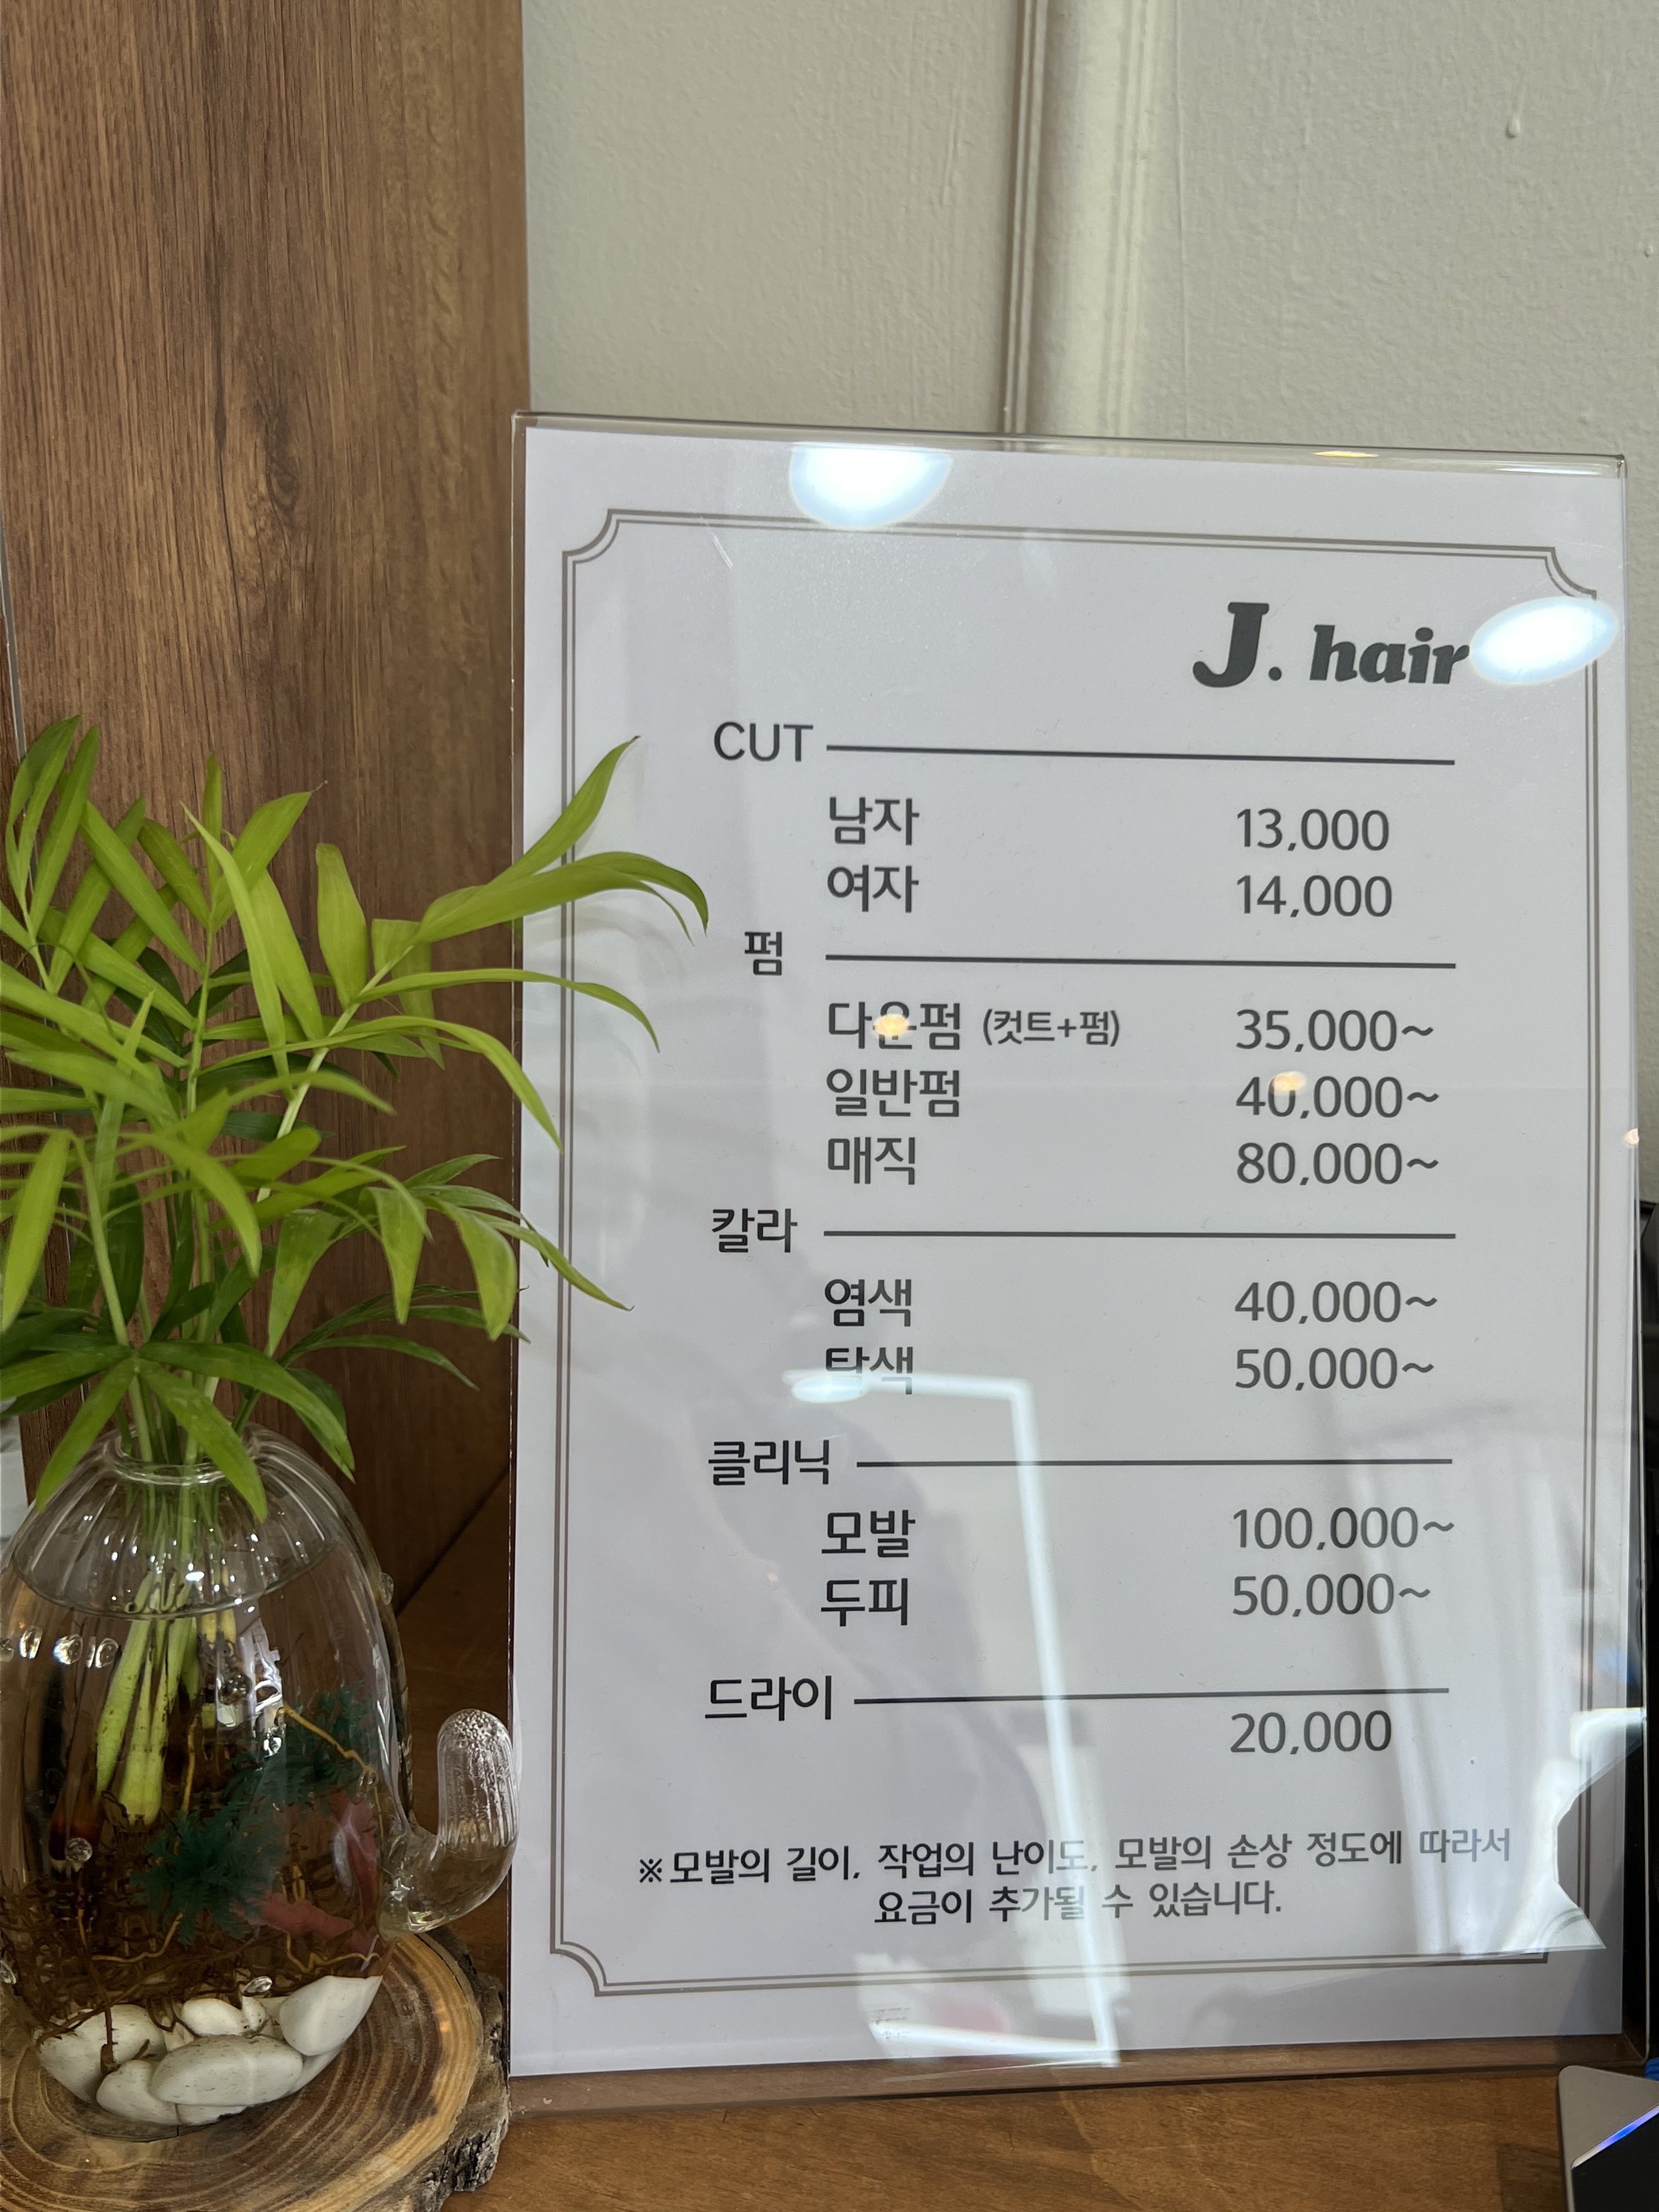 J. hair
CUT
남자 13,000
여자 14,000
펌
다운펌 (컷트+펌) 35,000~
일반펌 40,000~
매직 80,000~
칼라
염색 40,000~
탈색 50,000~
클리닉
모발 100,000~
두피 50,000~
드라이
20,000
※모발의 길이, 작업의 난이도, 모발의 손상 정도에 따라서
요금이 추가될 수 있습니다.